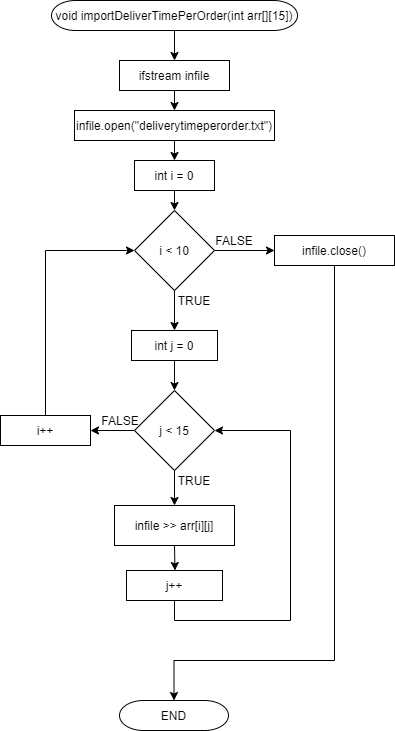 void importDeliverTimePerOrder(int arr[][15])
ifstream infile
infile.open("deliverytimeperorder.txt")
int i = 0
i < 10
FALSE
infile.close()
TRUE
int j = 0
i++
FALSE
j < 15
TRUE
infile >> arr[i][j]
j++
END